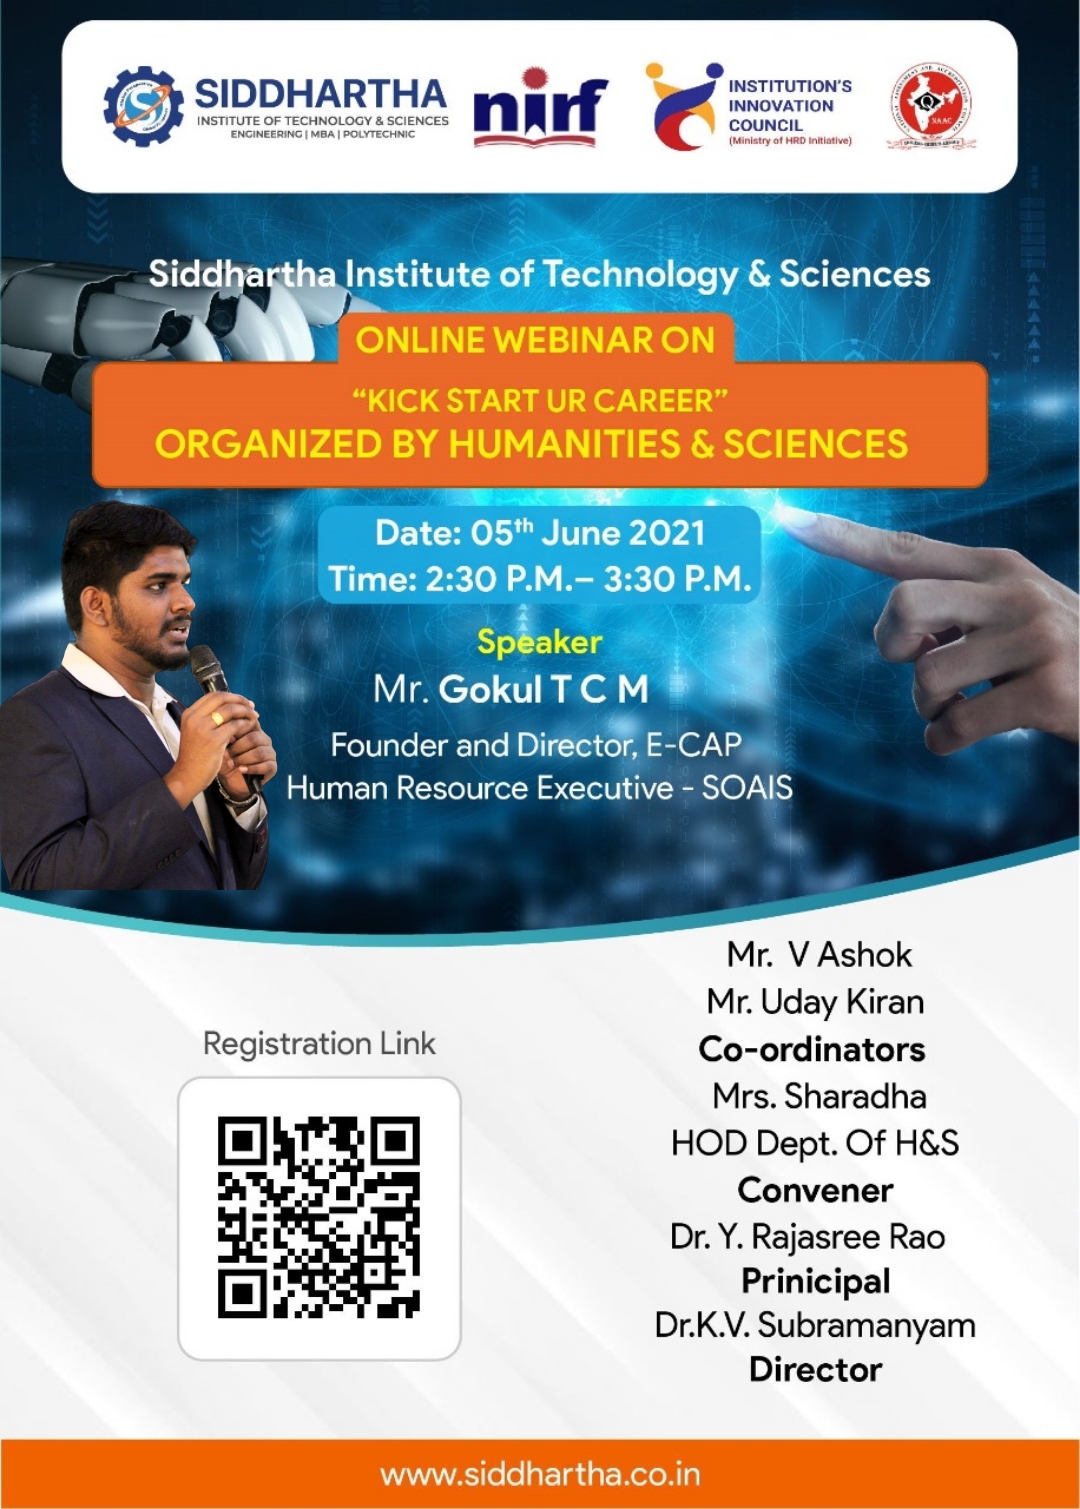 SIDDHARTHA
INSTITUTE OF TECHNOLOGY & SCIENCES
ENGINEERING | MBA | POLYTECHNIC
nirf
INSTITUTION'S
INNOVATION
COUNCIL
(Ministry of HRD Initiative)
NAAC
Siddhartha Institute of Technology & Sciences
ONLINE WEBINAR ON
“KICK START UR CAREER”
ORGANIZED BY HUMANITIES & SCIENCES
Date: 05th June 2021
Time: 2:30 P.M.– 3:30 P.M.
Speaker
Mr. Gokul T C M
Founder and Director, E-CAP
Human Resource Executive - SOAIS
Mr. V Ashok
Mr. Uday Kiran
Co-ordinators
Mrs. Sharadha
HOD Dept. Of H&S
Convener
Dr. Y. Rajasree Rao
Prinicipal
Dr.K.V. Subramanyam
Director
Registration Link
www.siddhartha.co.in